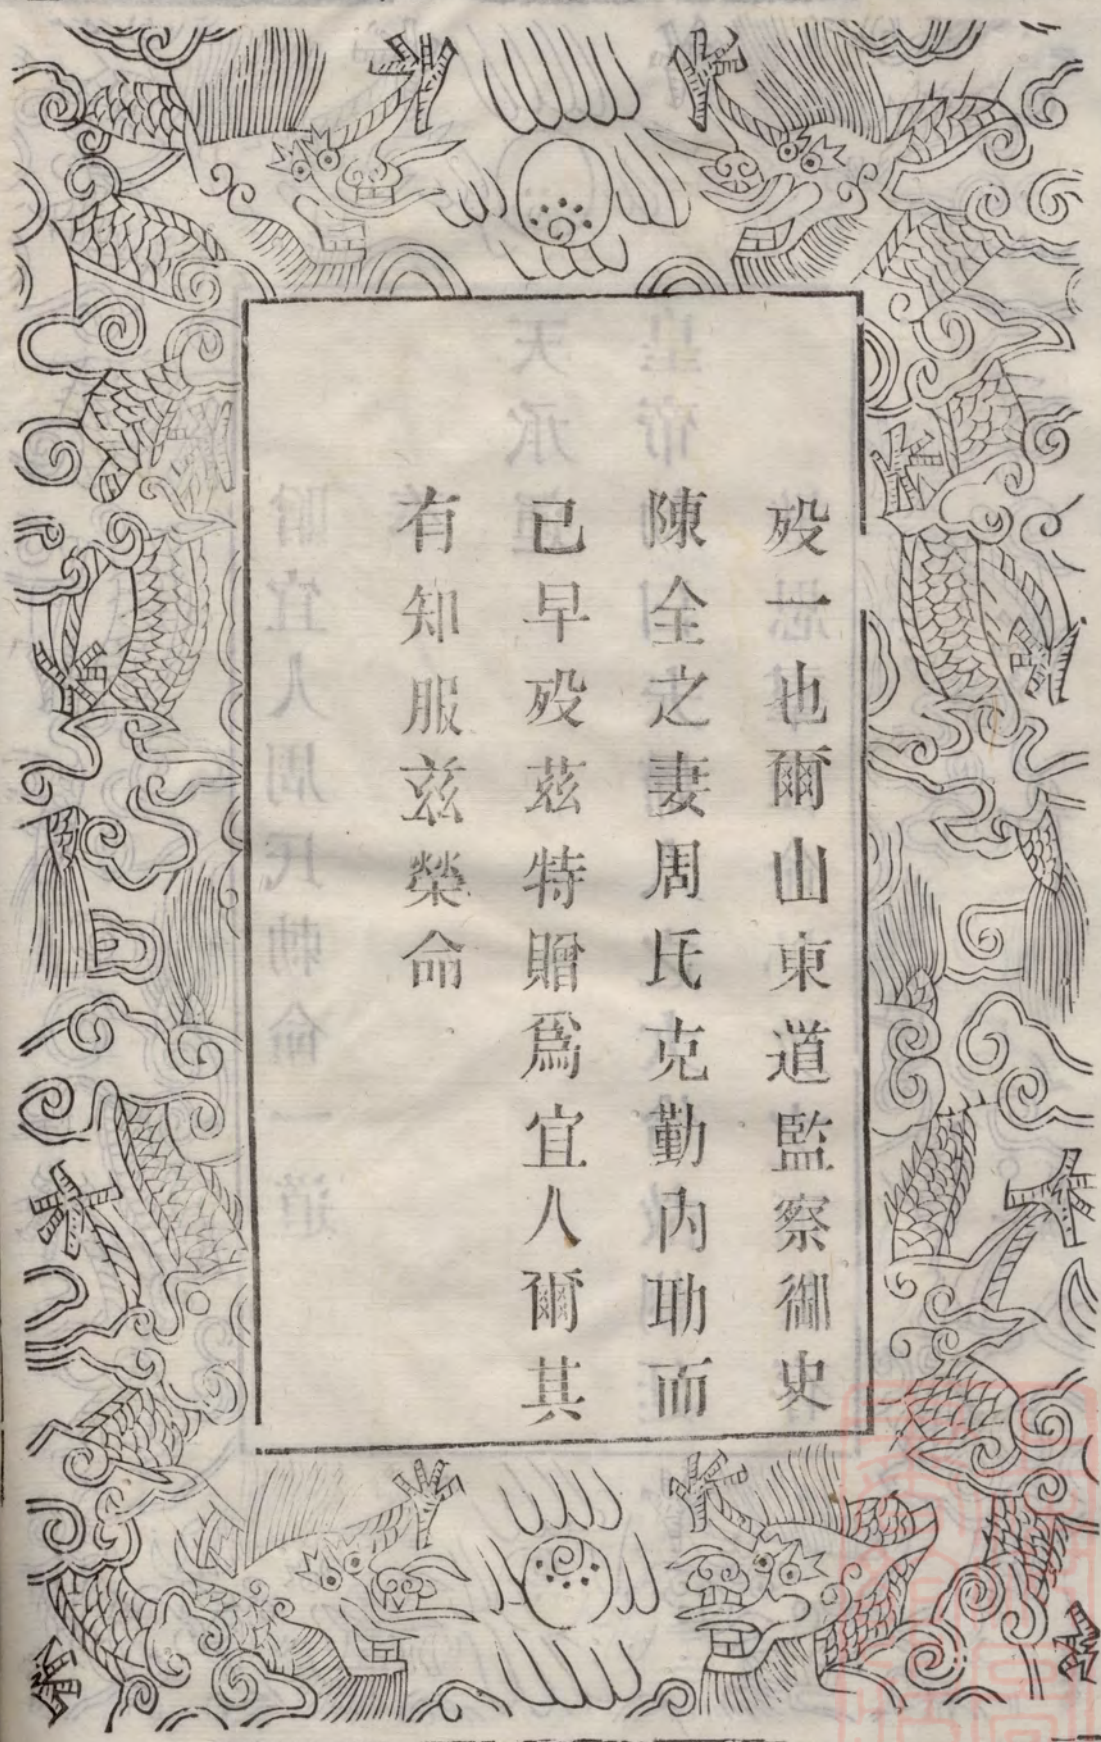 歿一也爾山東道監察御史
陳全之妻周氏克勤內助而
已早歿茲特贈爲宜人爾其
有知服茲榮命